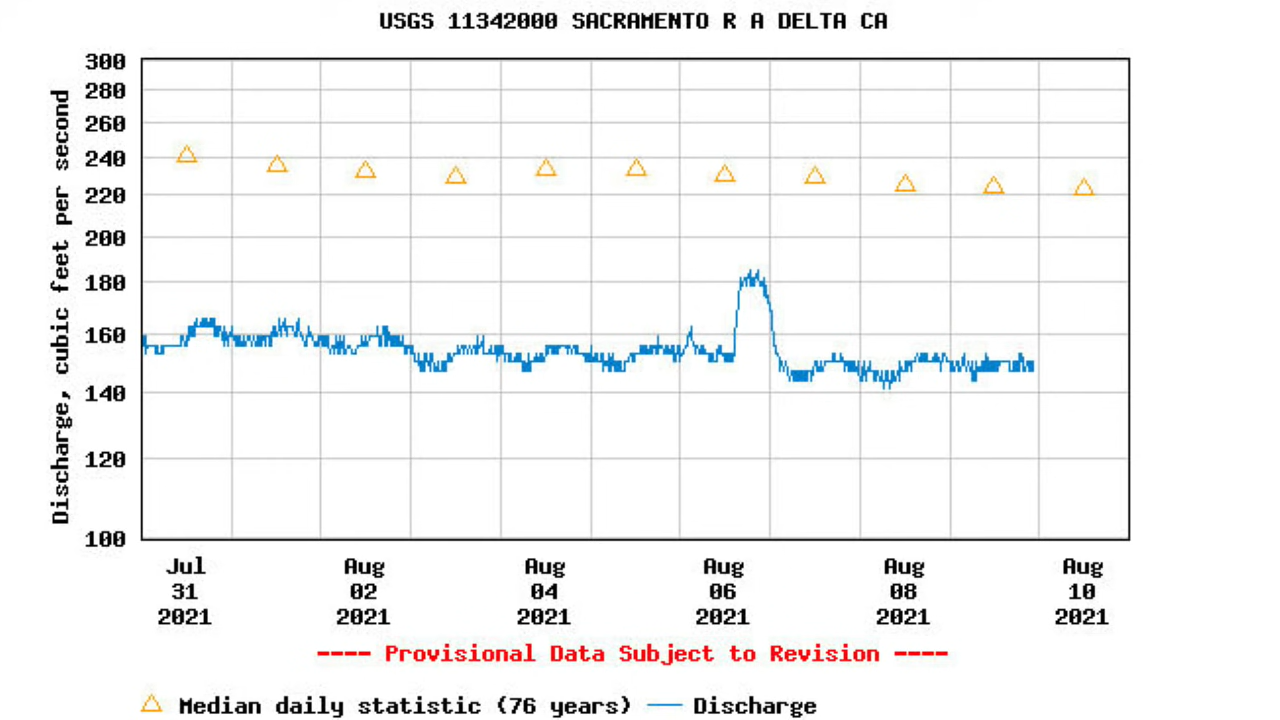 USGS 11342000 SACRAMENTO R A DELTA CA
Discharge, cubic feet per second
300
280
260
240
220
200
180
160
140
120
100
Jul 31 2021
Aug 02 2021
Aug 04 2021
Aug 06 2021
Aug 08 2021
Aug 10 2021
---- Provisional Data Subject to Revision ----
Median daily statistic (76 years) Discharge